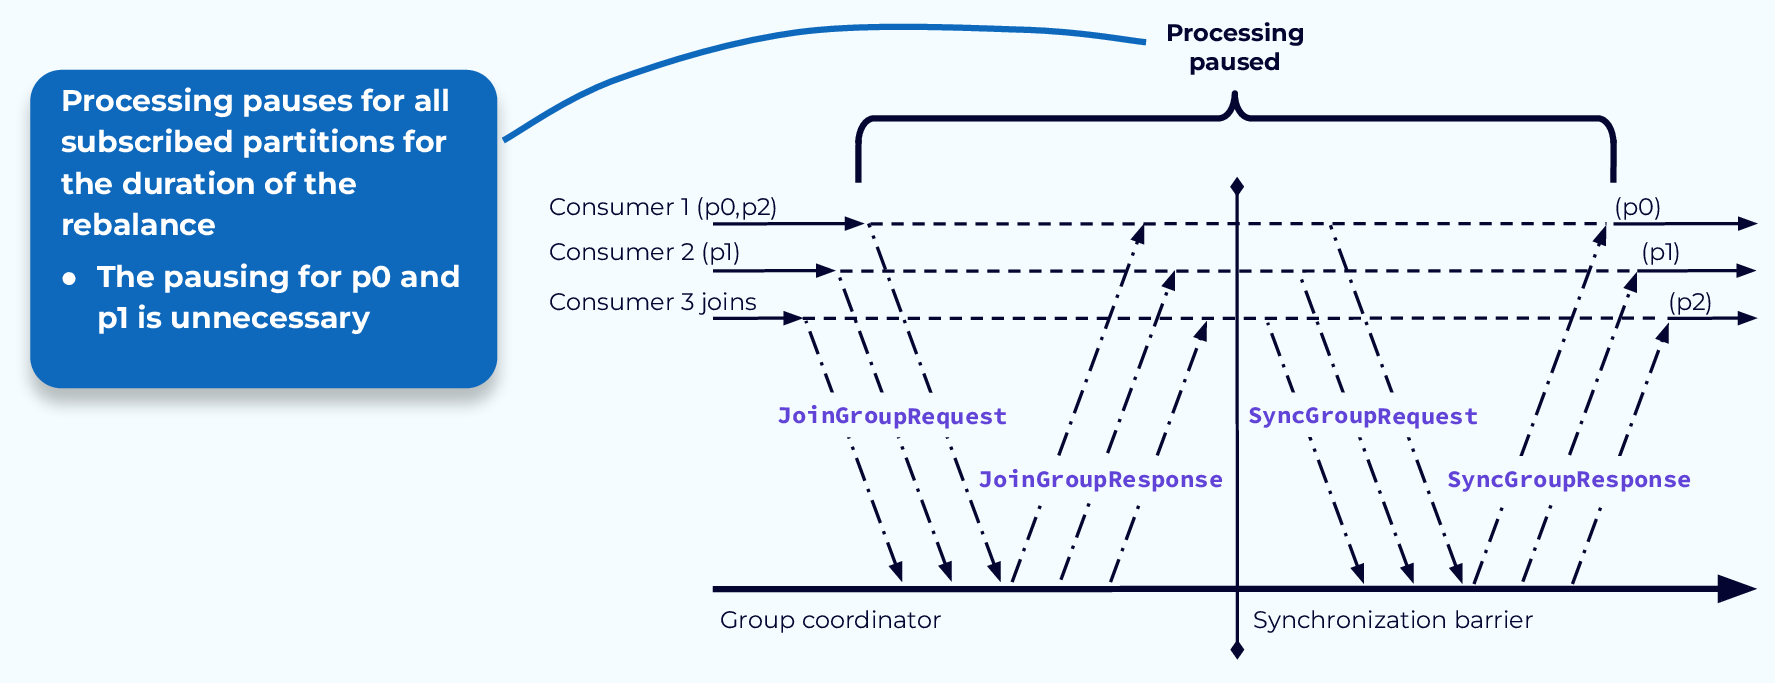 Processing
paused
Processing pauses for all
subscribed partitions for
the duration of the
rebalance
● The pausing for p0 and
p1 is unnecessary
Consumer 1 (p0,p2)
(p0)
Consumer 2 (p1)
(p1)
Consumer 3 joins
(p2)
JoinGroupRequest
SyncGroupRequest
JoinGroupResponse
SyncGroupResponse
Group coordinator
Synchronization barrier